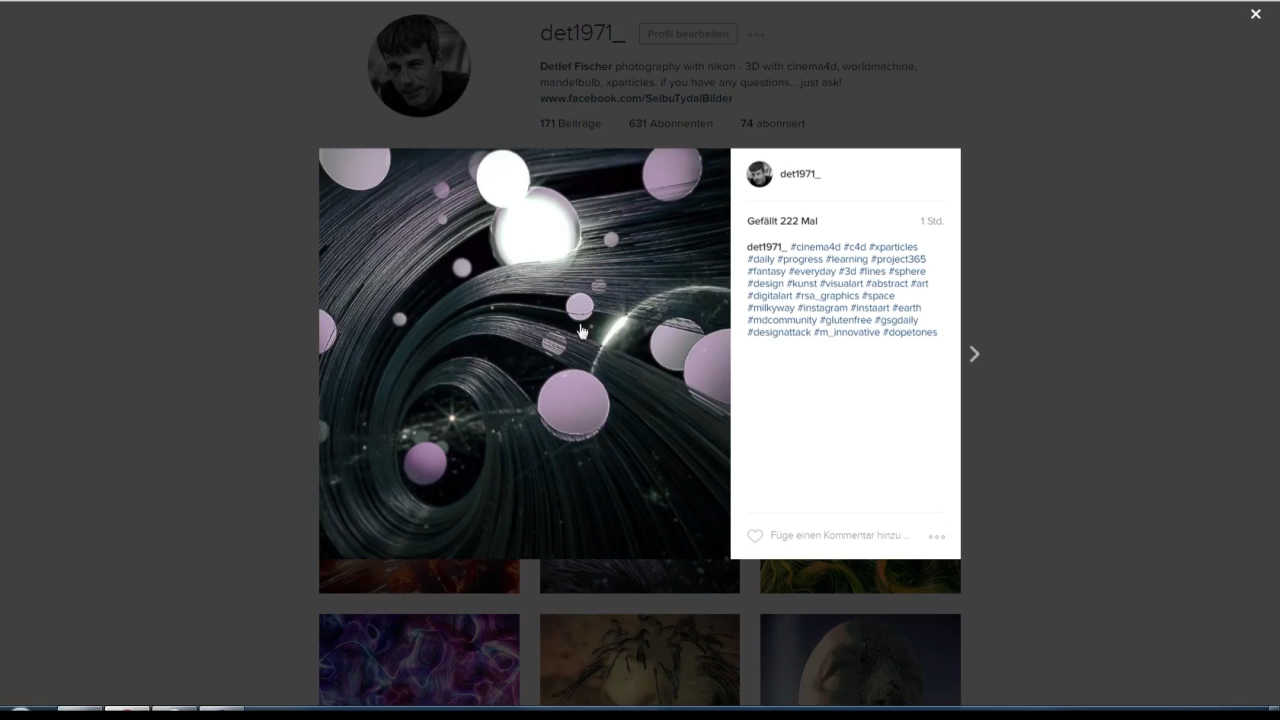 det1971_ Profil bearbeiten
Detlef Fischer photography with nikon - 3D with cinema4d, worldmachine,
mandelbulb, xparticles. if you have any questions... just ask!
www.facebook.com/SelbuTydalBilder
171 Beiträge 631 Abonnenten 74 abonniert
det1971_
Gefällt 222 Mal 1 Std.
det1971_ #cinema4d #c4d #xparticles
#daily #progress #learning #project365
#fantasy #everyday #3d #lines #sphere
#design #kunst #visualart #abstract #art
#digitalart #rsa_graphics #space
#milkyway #instagram #instaart #earth
#mdcommunity #glutenfree #gsgdaily
#designattack #m_innovative #dopetones
Füge einen Kommentar hinzu ...